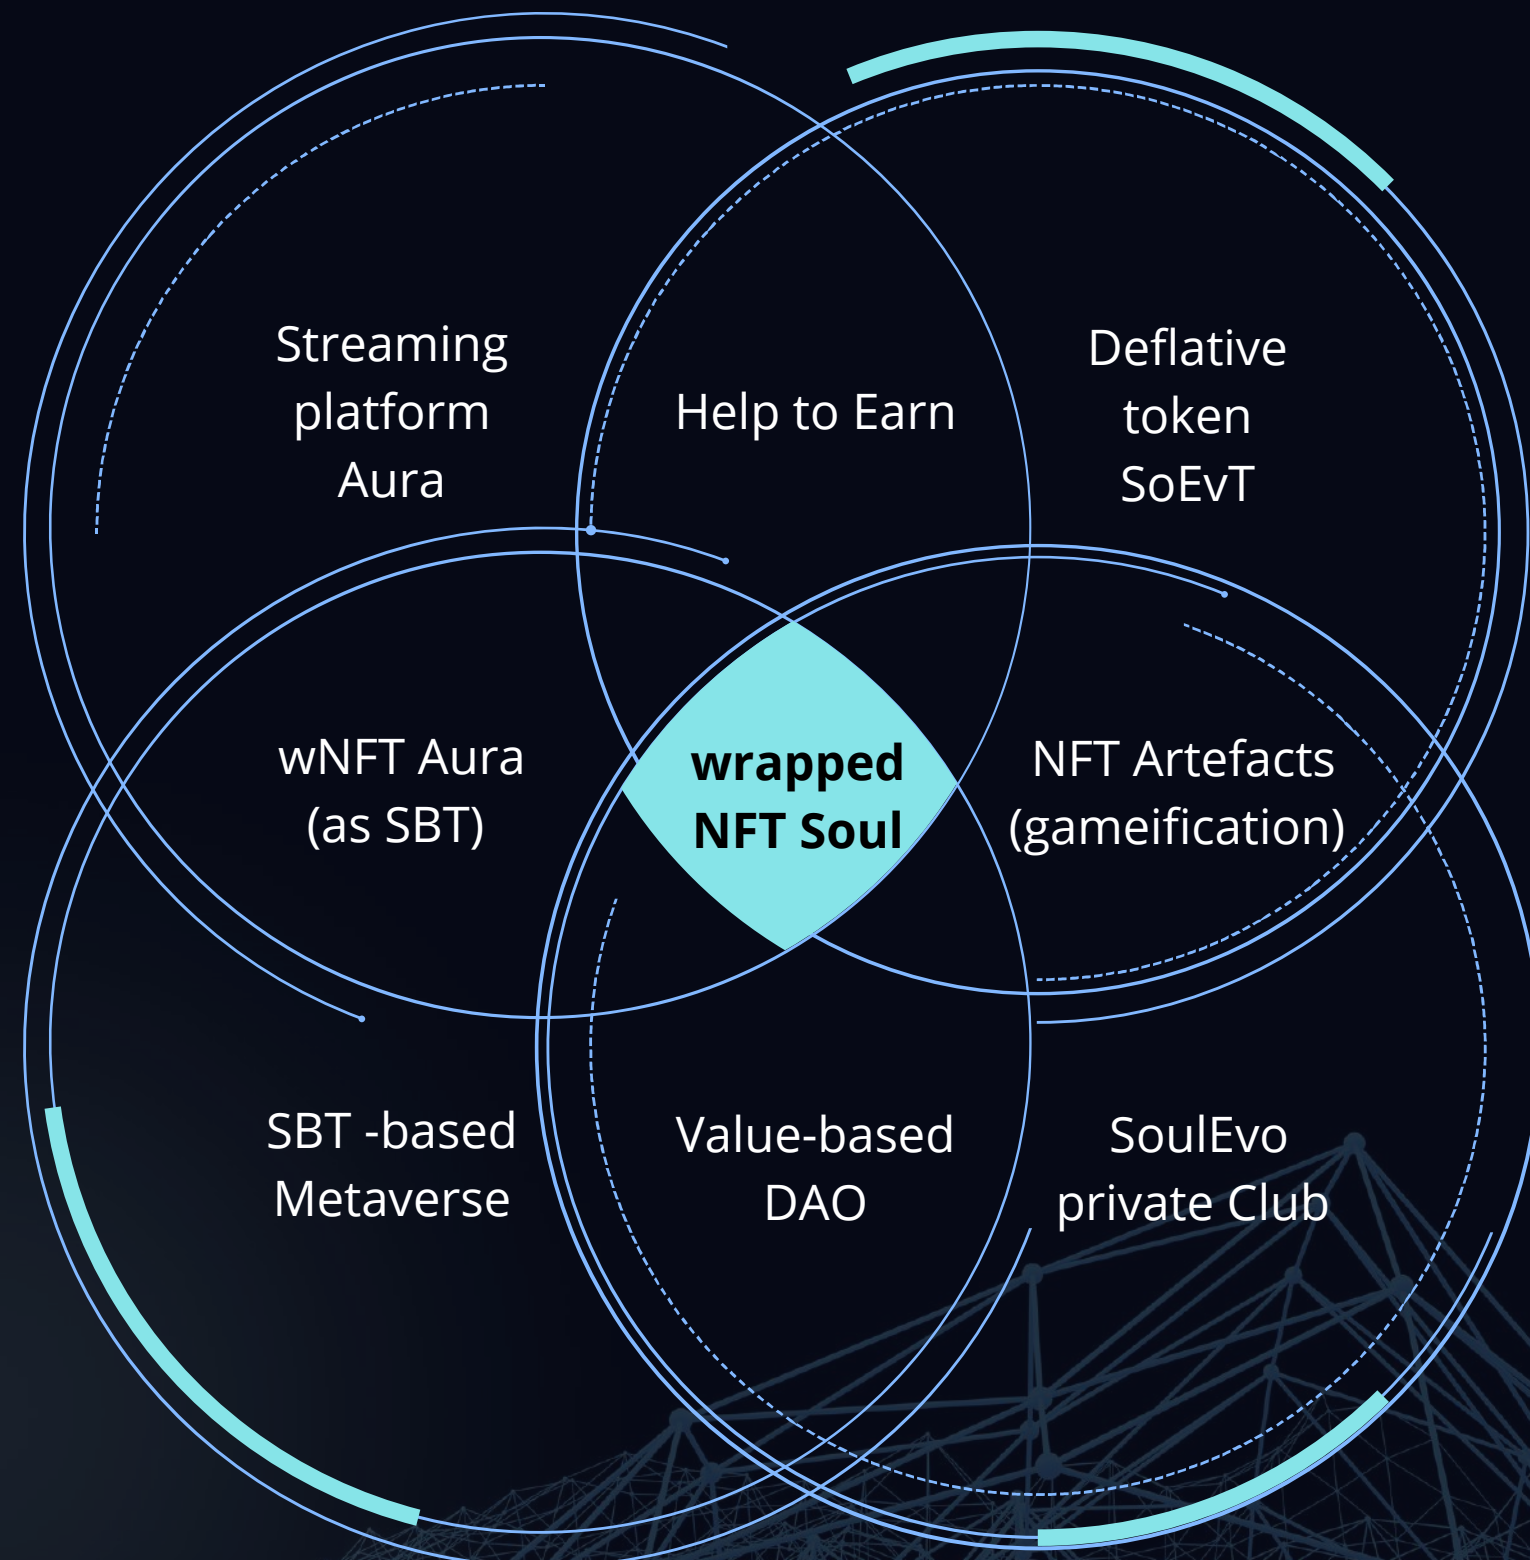 Streaming
platform
Aura
Help to Earn
Deflative
token
SoEvT
wNFT Aura
(as SBT)
wrapped
NFT Soul
NFT Artefacts
(gameification)
SBT -based
Metaverse
Value-based
DAO
SoulEvo
private Club